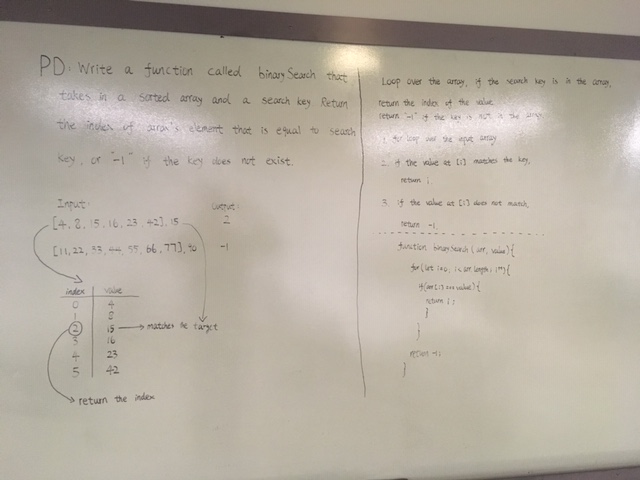 PD: Write a function called binarySearch that
takes in a sorted array and a search key. Return
the index of array's element that is equal to search
key, or "-1" if the key does not exist.
Input:
Output:
[4, 8, 15, 16, 23, 42], 15
2
[11, 22, 33, 44, 55, 66, 77], 90
-1
index value
0 4
1 8
2 15 → matches the target
3 16
4 23
5 42
return the index
Loop over the array, if the search key is in the array,
return the index of the value
return "-1" if the key is not in the array
1. for loop over the input array
2. if the value at [i] matches the key,
return i
3. if the value at [i] does not match,
return -1.
function binarySearch (arr, value) {
for (let i=0; i< arr.length; i++) {
if (arr[i] === value) {
return i;
}
}
return -1;
}